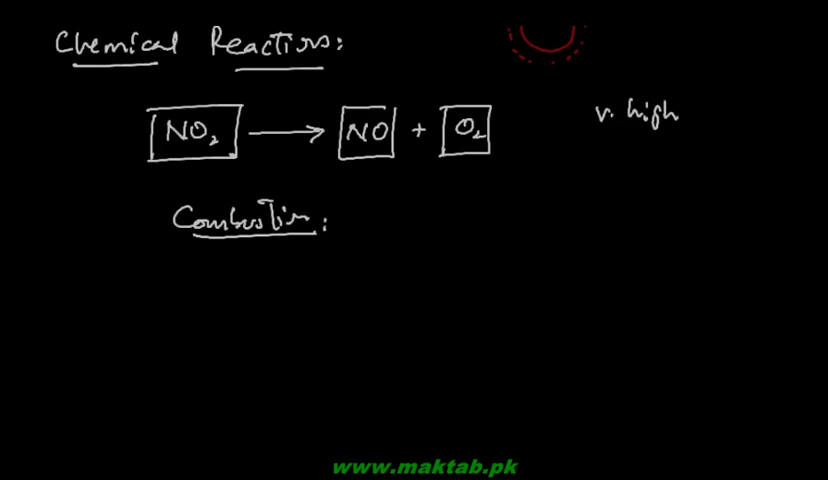 Chemical Reactions:
NO₂ → NO + O₂
v. high
Combustion:
www.maktab.pk